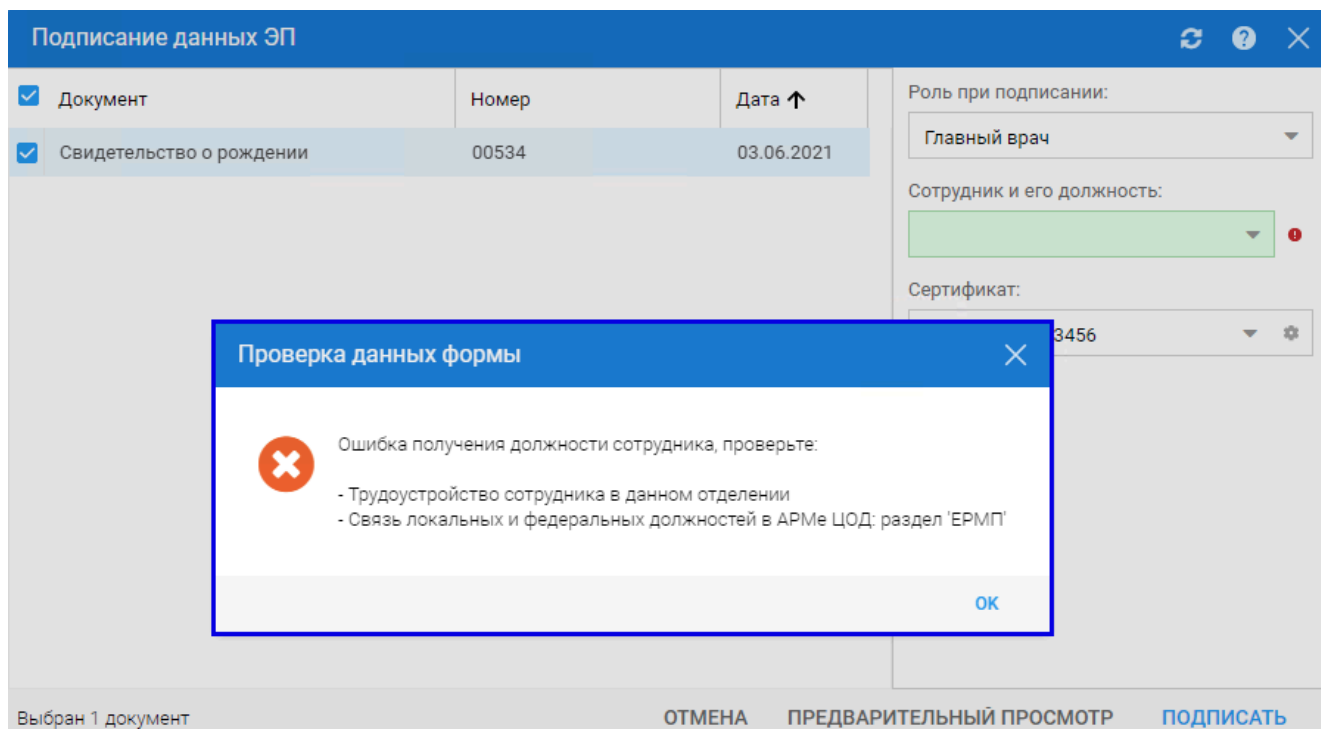 Подписание данных ЭП
Документ Номер Дата
Свидетельство о рождении 00534 03.06.2021
Роль при подписании:
Главный врач
Сотрудник и его должность:
Сертификат:
3456
Проверка данных формы
Ошибка получения должности сотрудника, проверьте:
- Трудоустройство сотрудника в данном отделении
- Связь локальных и федеральных должностей в АРМе ЦОД: раздел 'ЕРМП'
ОК
Выбран 1 документ
ОТМЕНА ПРЕДВАРИТЕЛЬНЫЙ ПРОСМОТР ПОДПИСАТЬ